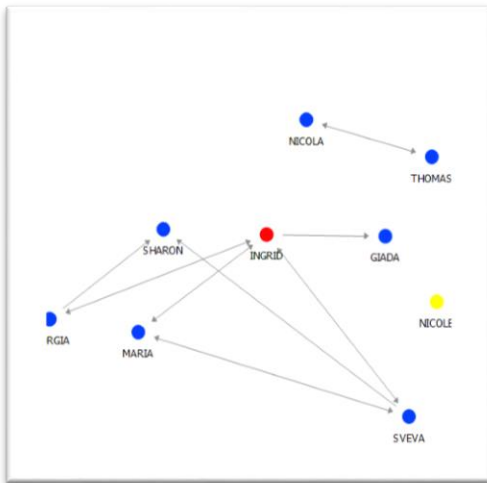 NICOLA
THOMAS
SHARON
INGRID
GIADA
NICOLE
RGIA
MARIA
SVEVA